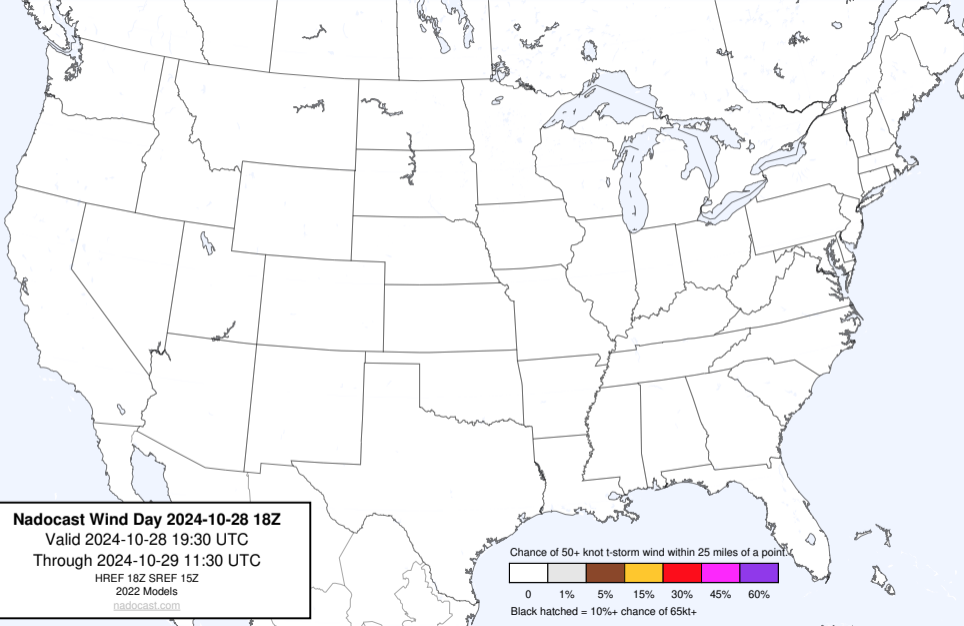 Nadocast Wind Day 2024-10-28 18Z
Valid 2024-10-28 19:30 UTC
Through 2024-10-29 11:30 UTC
HREF 18Z SREF 15Z
2022 Models
nadocast.com
Chance of 50+ knot t-storm wind within 25 miles of a point.
0 1% 5% 15% 30% 45% 60%
Black hatched = 10%+ chance of 65kt+